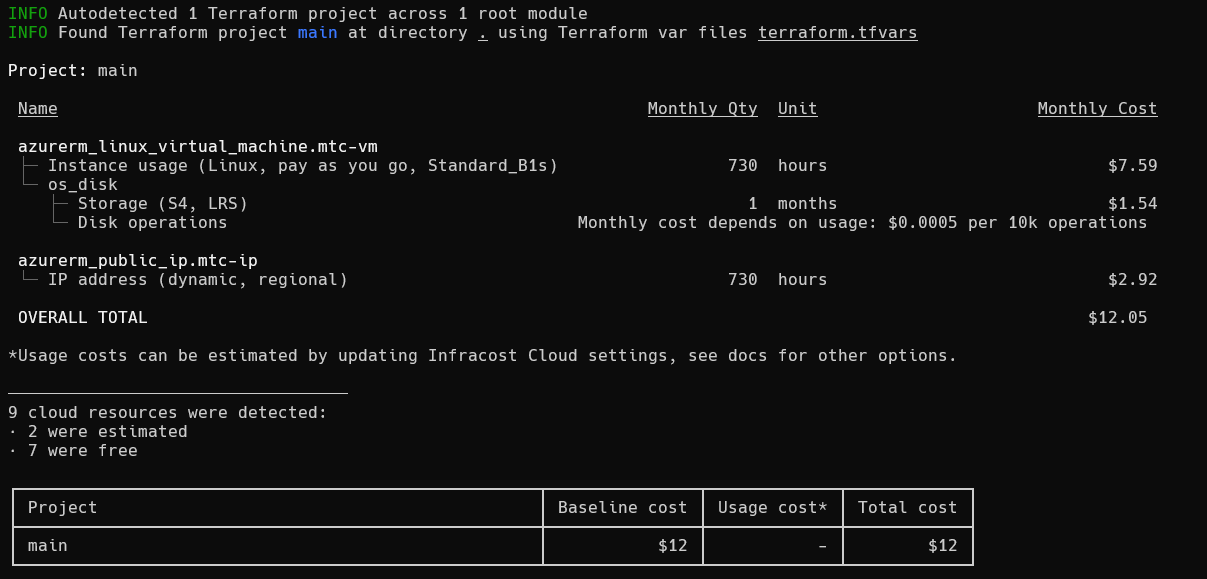 INFO Autodetected 1 Terraform project across 1 root module
INFO Found Terraform project main at directory . using Terraform var files terraform.tfvars
Project: main
Name Monthly Qty Unit Monthly Cost
azurerm_linux_virtual_machine.mtc-vm
├─ Instance usage (Linux, pay as you go, Standard_B1s) 730 hours $7.59
└─ os_disk
├─ Storage (S4, LRS) 1 months $1.54
└─ Disk operations Monthly cost depends on usage: $0.0005 per 10k operations
azurerm_public_ip.mtc-ip
└─ IP address (dynamic, regional) 730 hours $2.92
OVERALL TOTAL $12.05
*Usage costs can be estimated by updating Infracost Cloud settings, see docs for other options.
──────────────────────────────────
9 cloud resources were detected:
∙ 2 were estimated
∙ 7 were free
Project Baseline cost Usage cost* Total cost
main $12 - $12